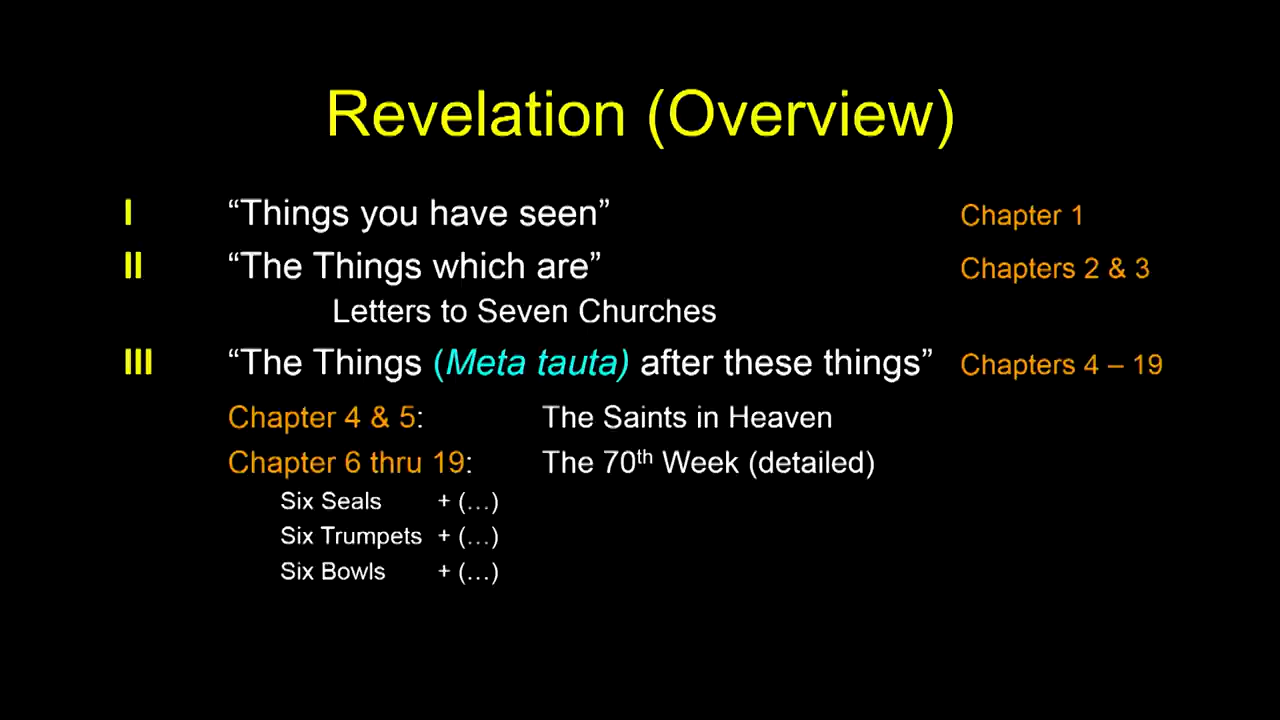 Revelation (Overview)
I “Things you have seen” Chapter 1
II “The Things which are” Chapters 2 & 3
Letters to Seven Churches
III “The Things (Meta tauta) after these things” Chapters 4 – 19
Chapter 4 & 5: The Saints in Heaven
Chapter 6 thru 19: The 70th Week (detailed)
Six Seals + (…)
Six Trumpets + (…)
Six Bowls + (…)